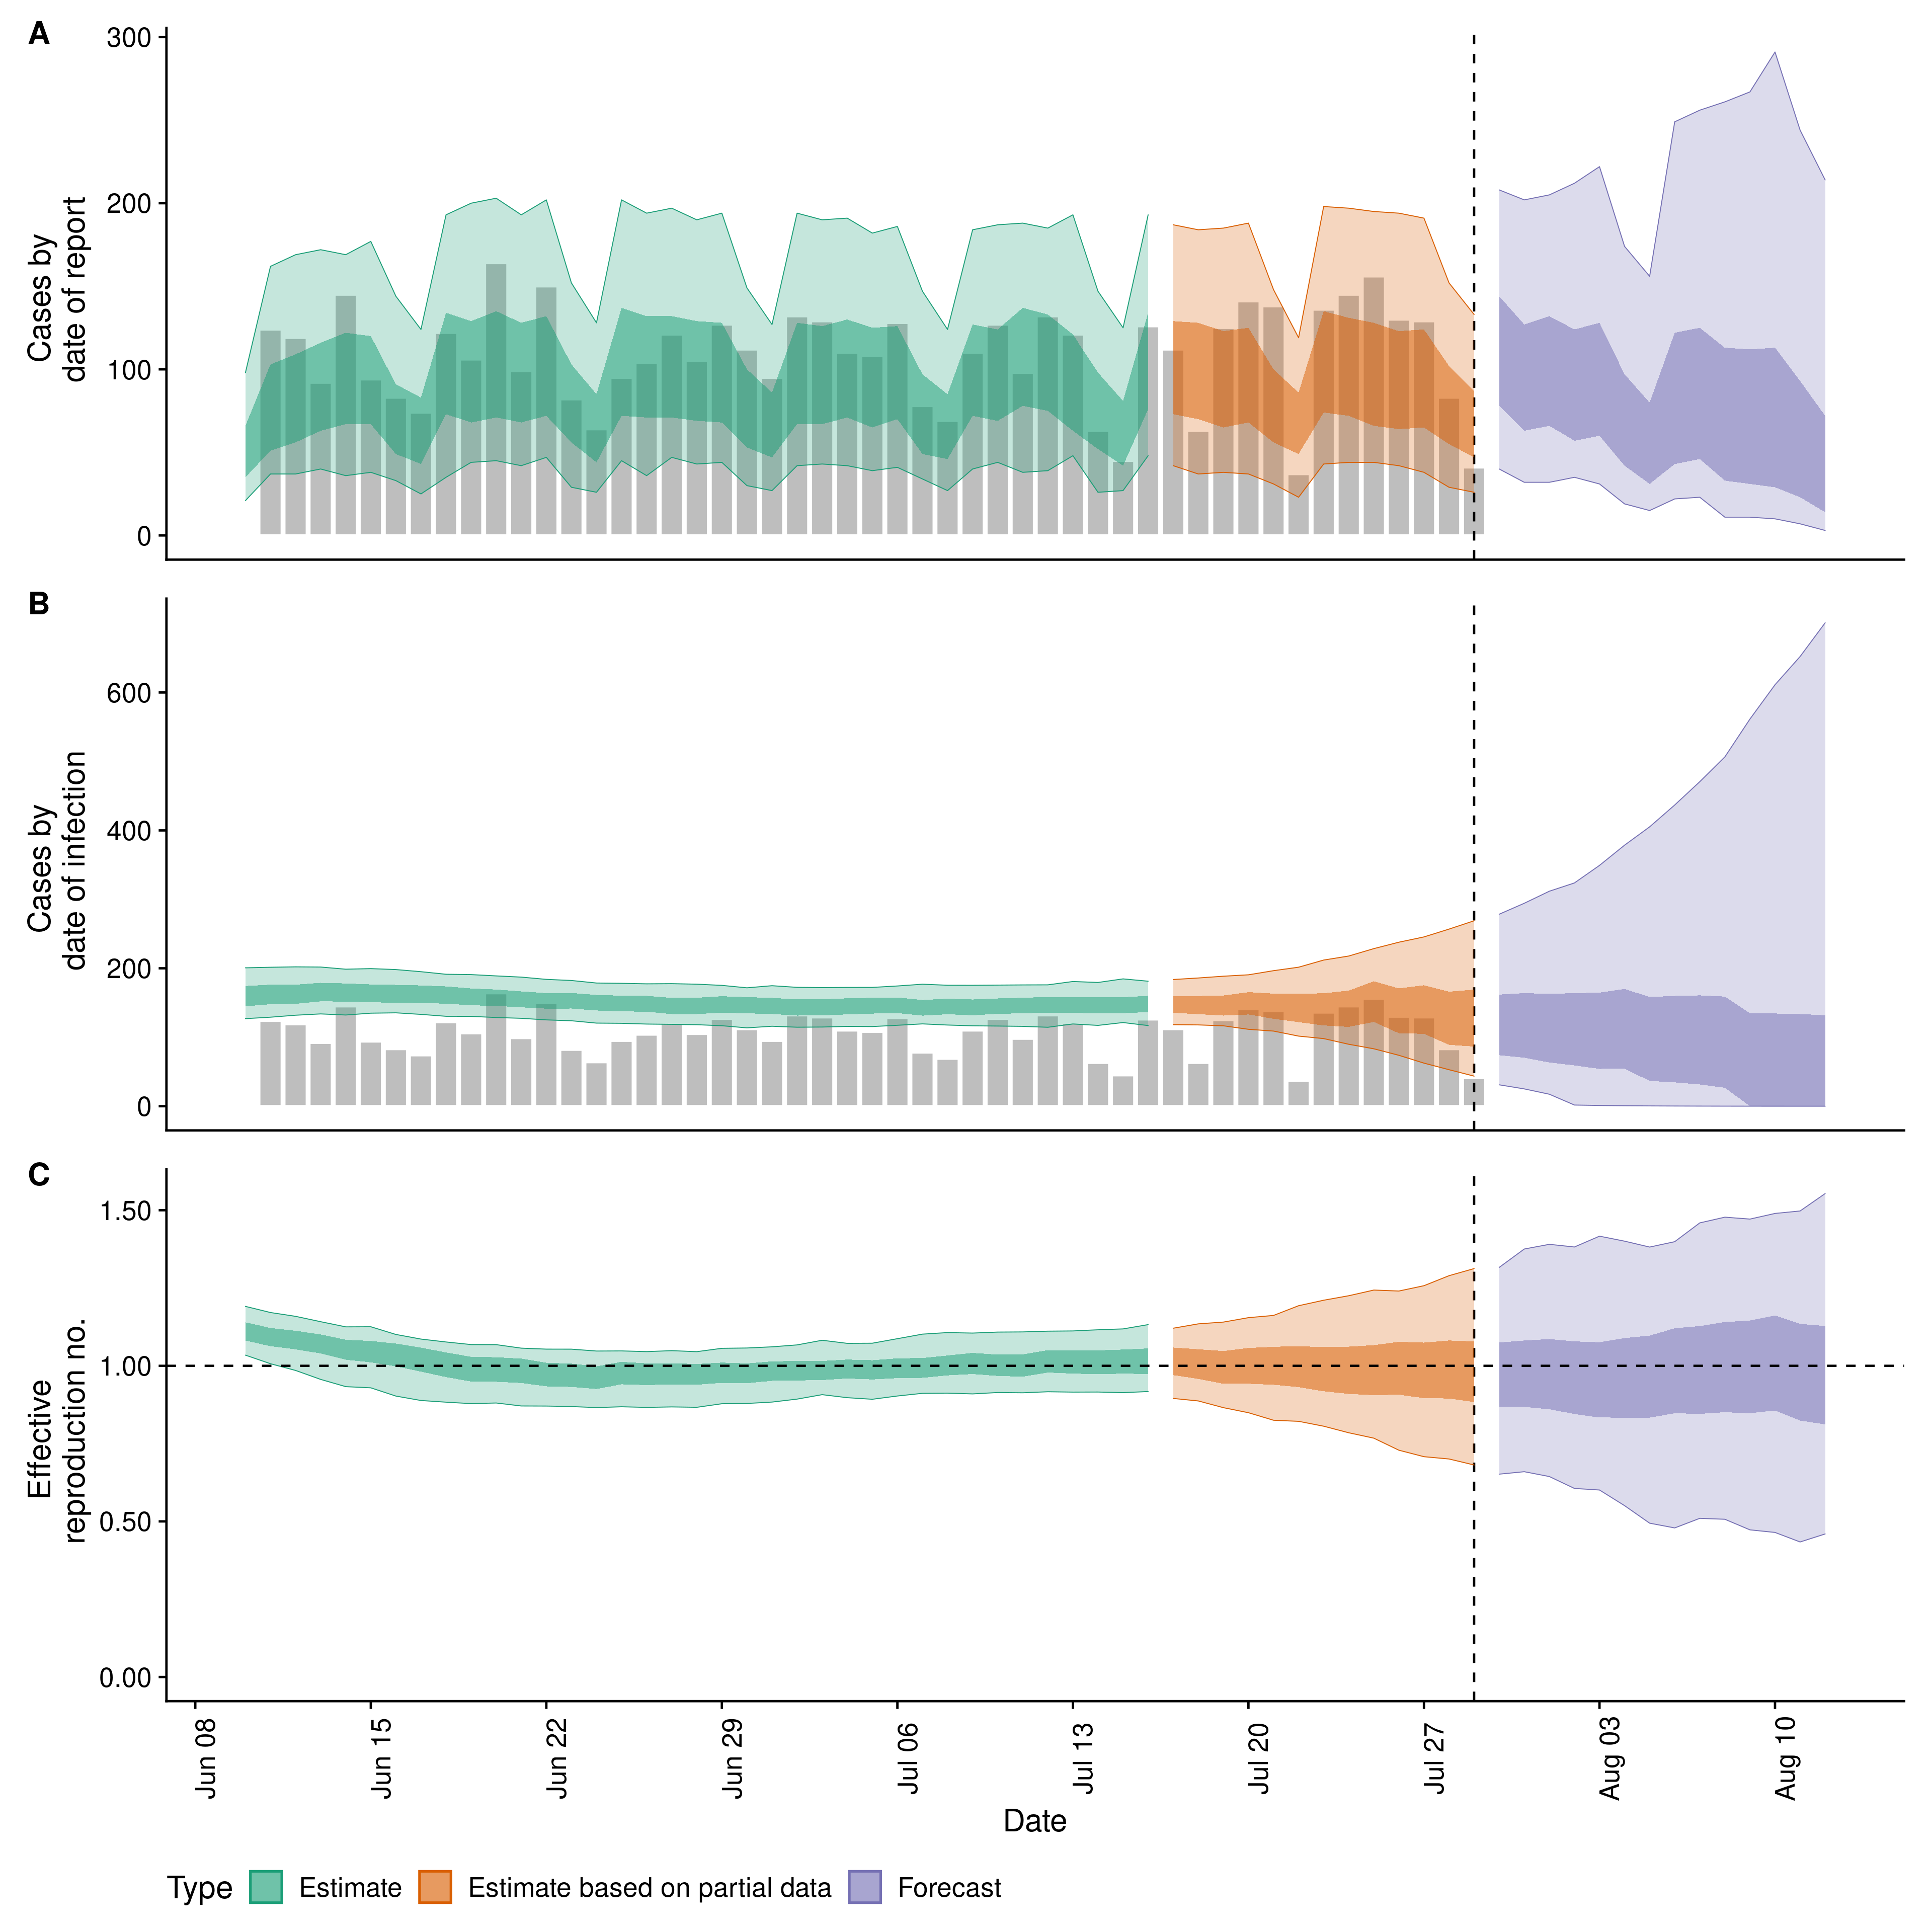 A
300
200
100
0
Cases by
date of report
B
600
400
200
0
Cases by
date of infection
C
1.50
1.00
0.50
0.00
Effective
reproduction no.
Jun 08
Jun 15
Jun 22
Jun 29
Jul 06
Jul 13
Jul 20
Jul 27
Aug 03
Aug 10
Date
Type Estimate Estimate based on partial data Forecast